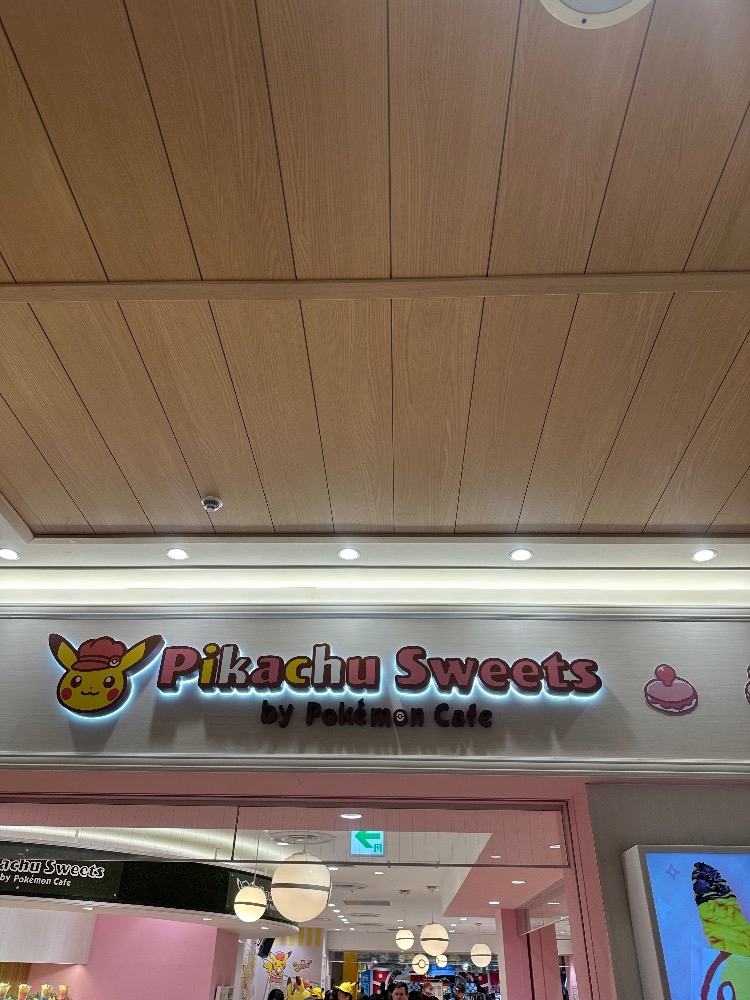 Pikachu Sweets
by Pokémon Cafe
achu Sweets
by Pokémon Cafe